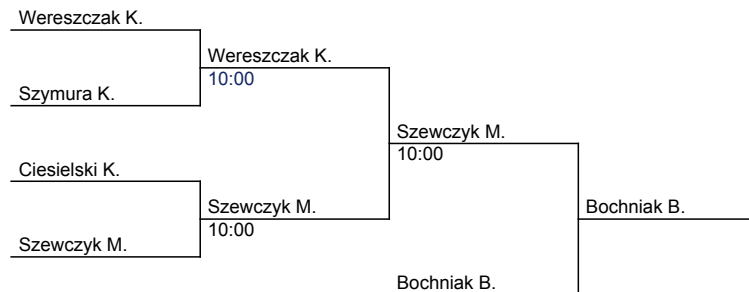 Wereszczak K.
Wereszczak K.
10:00
Szymura K.
Szewczyk M.
10:00
Ciesielski K.
Szewczyk M.
10:00
Bochniak B.
Szewczyk M.
Bochniak B.